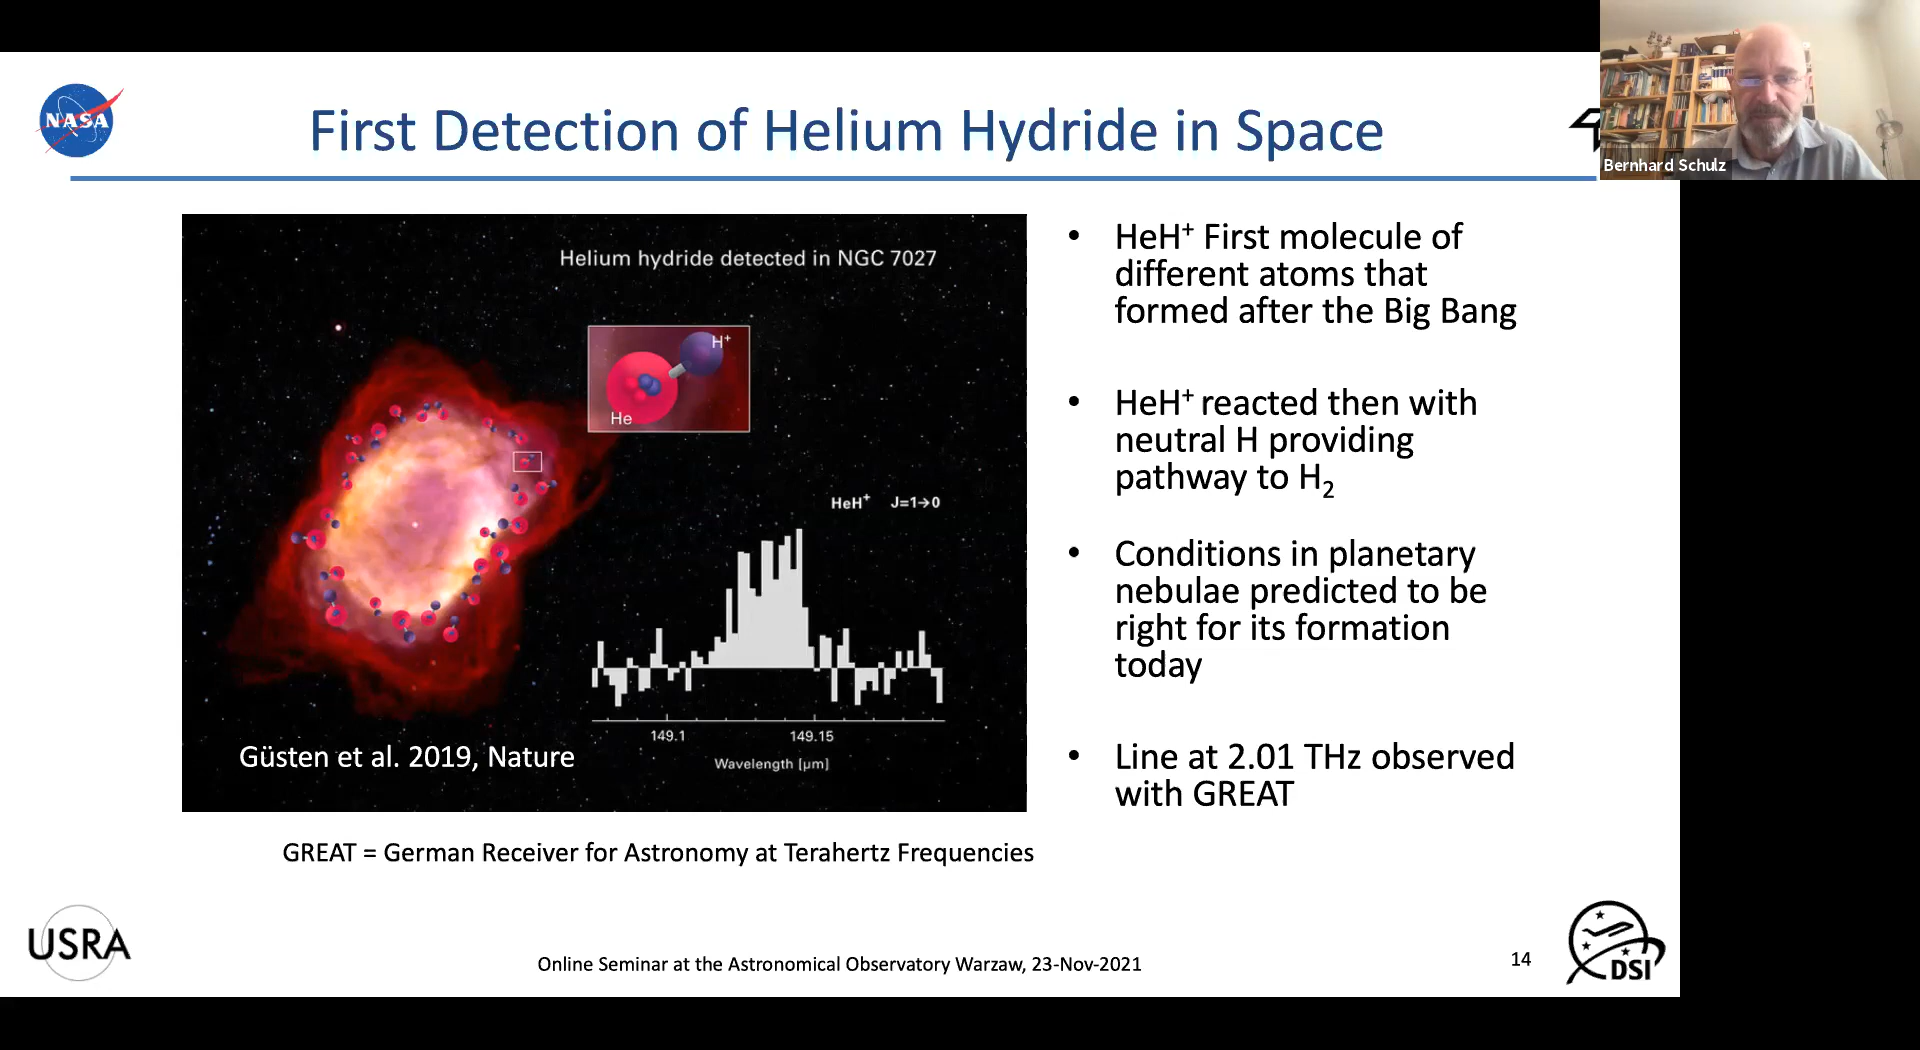 NASA
First Detection of Helium Hydride in Space
Bernhard Schulz
Helium hydride detected in NGC 7027
H⁺
He
HeH⁺ J=1→0
149.1 149.15
Wavelength [μm]
Güsten et al. 2019, Nature
• HeH⁺ First molecule of
different atoms that
formed after the Big Bang
• HeH⁺ reacted then with
neutral H providing
pathway to H₂
• Conditions in planetary
nebulae predicted to be
right for its formation
today
• Line at 2.01 THz observed
with GREAT
GREAT = German Receiver for Astronomy at Terahertz Frequencies
USRA
Online Seminar at the Astronomical Observatory Warzaw, 23-Nov-2021
14
DSI